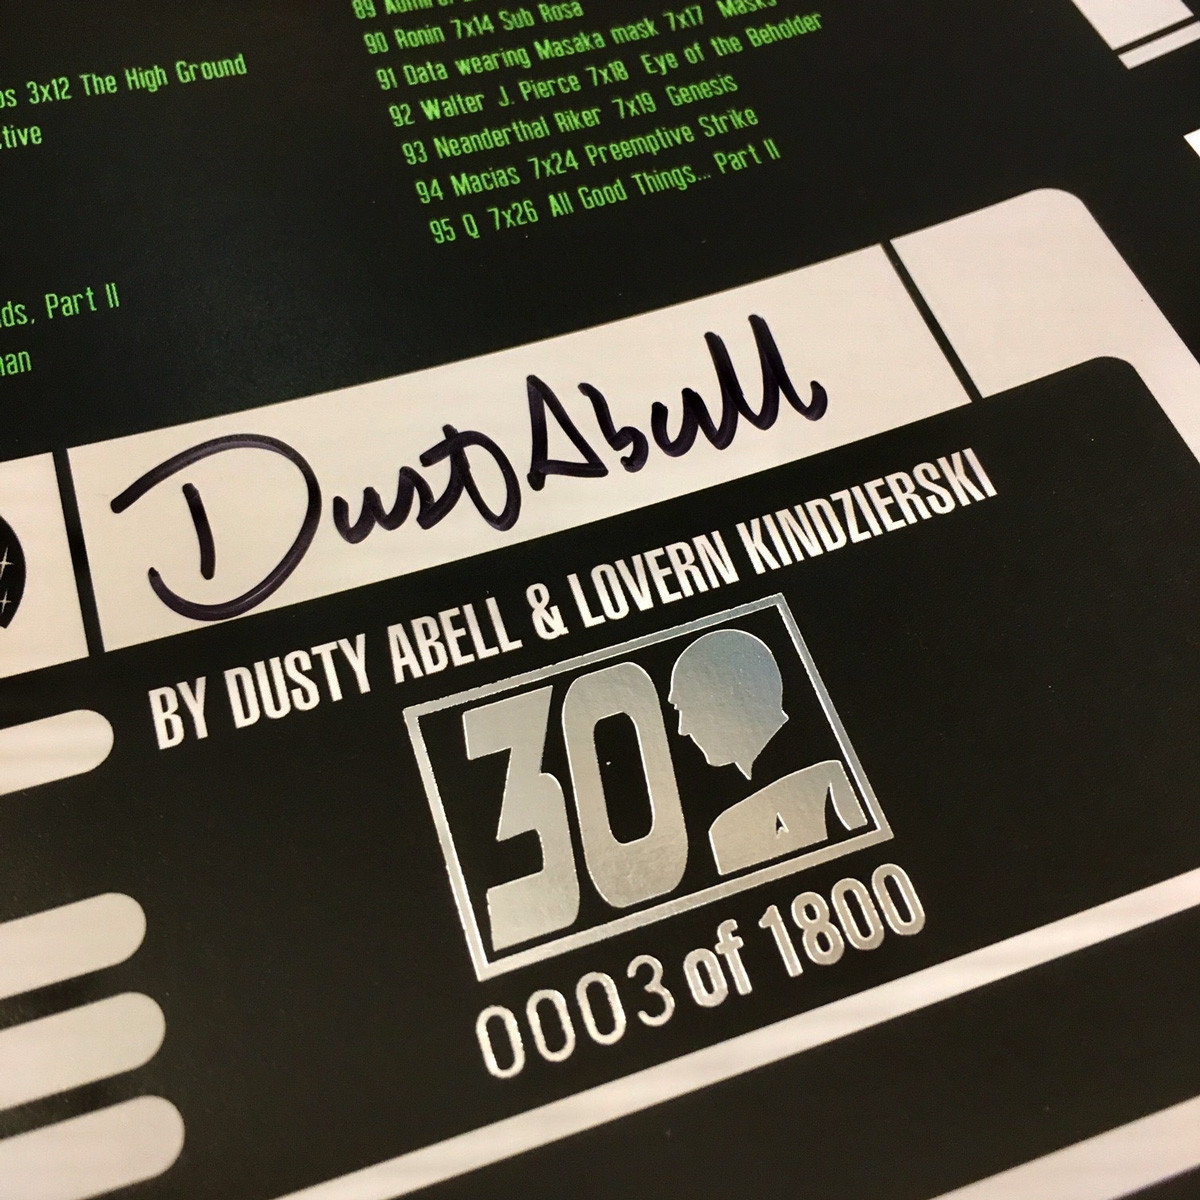 3x12 The High Ground
ds, Part II
90 Ronin 7x14 Sub Rosa
91 Data wearing Masaka mask 7x17 Masks
92 Walter J. Pierce 7x18 Eye of the Beholder
93 Neanderthal Riker 7x19 Genesis
94 Macias 7x24 Preemptive Strike
95 Q 7x26 All Good Things... Part II
Dusty Abell
BY DUSTY ABELL & LOVERN KINDZIERSKI
30
0003 of 1800